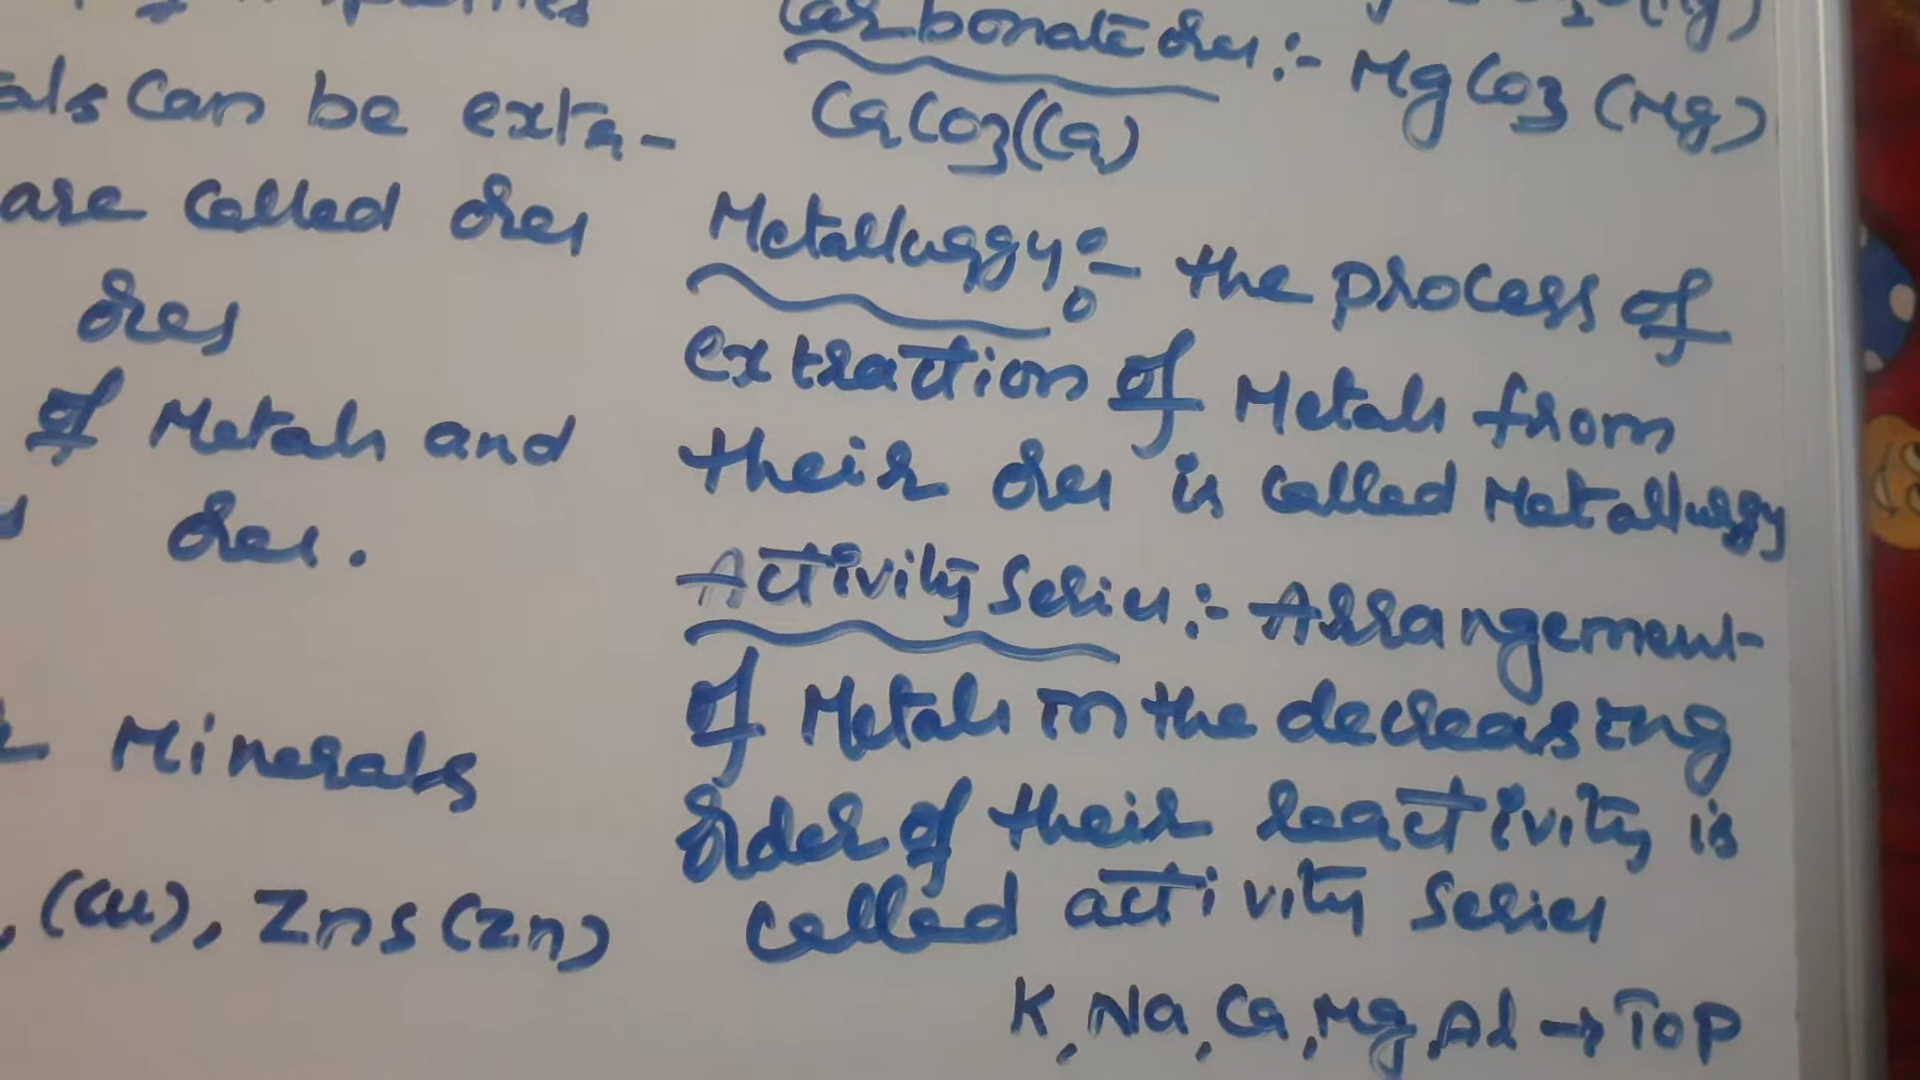 als can be extra-
are called ores
ores
of Metals and
ores.
Minerals
(Cu), ZnS (Zn)
Carbonate ores :- MgCO3 (Mg)
CaCO3 (Ca)
Metallurgy :- the process of
extraction of Metals from
their ores is called Metallurgy
Activity Series :- Arrangement
of Metals in the decreasing
order of their reactivity is
called activity Series
K, Na, Ca, Mg, Al → TOP